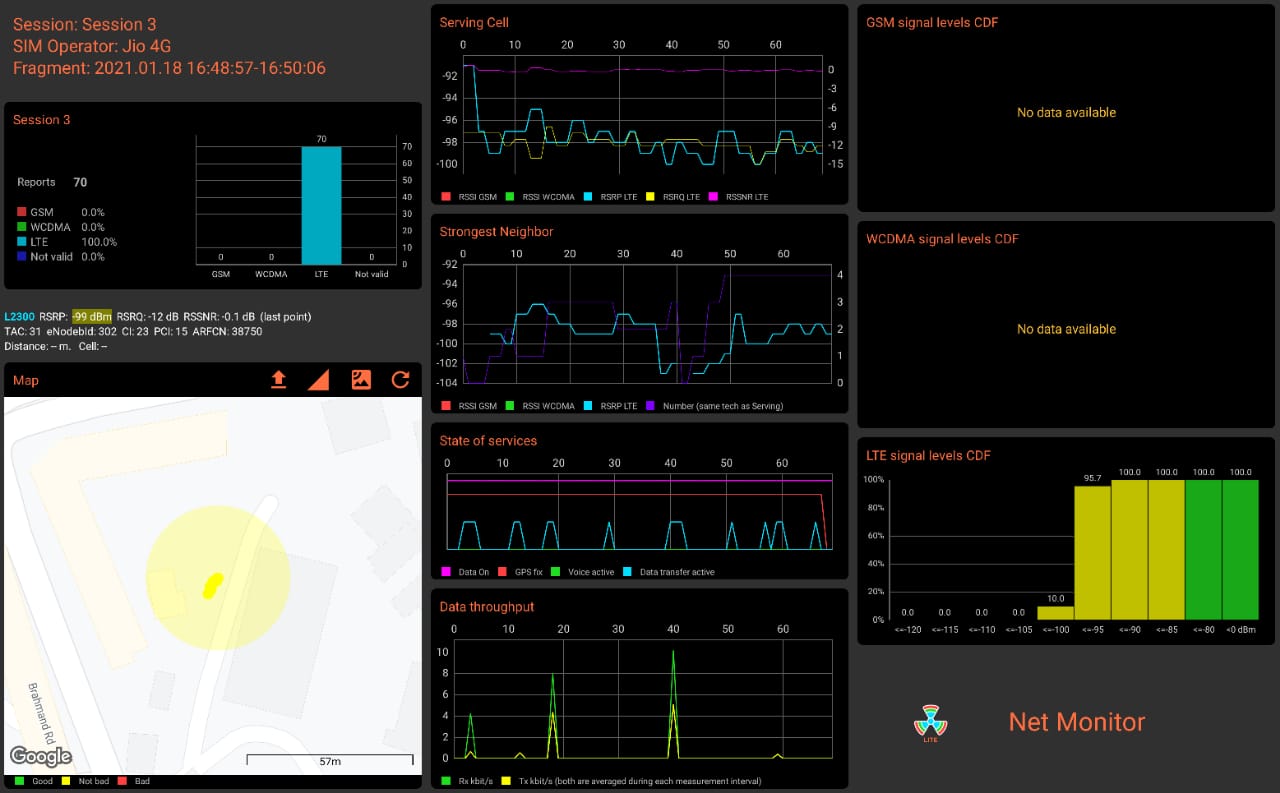 Session: Session 3
SIM Operator: Jio 4G
Fragment: 2021.01.18 16:48:57-16:50:06
Session 3
Reports 70
GSM 0.0%
WCDMA 0.0%
LTE 100.0%
Not valid 0.0%
70
70
60
50
40
30
20
10
0
0 0 0
GSM WCDMA LTE Not valid
L2300 RSRP: -99 dBm RSRQ: -12 dB RSSNR: -0.1 dB (last point)
TAC: 31 eNodebId: 302 CI: 23 PCI: 15 ARFCN: 38750
Distance: -- m. Cell: --
Map
Brahmand Rd
Google
57m
Good Not bad Bad
Serving Cell
0 10 20 30 40 50 60
-92
-94
-96
-98
-100
0
-3
-6
-9
-12
-15
RSSI GSM RSSI WCDMA RSRP LTE RSRQ LTE RSSNR LTE
Strongest Neighbor
0 10 20 30 40 50 60
-92
-94
-96
-98
-100
-102
-104
4
3
2
1
0
RSSI GSM RSSI WCDMA RSRP LTE Number (same tech as Serving)
State of services
0 10 20 30 40 50 60
Data On GPS fix Voice active Data transfer active
Data throughput
0 10 20 30 40 50 60
10
8
6
4
2
0
Rx kbit/s Tx kbit/s (both are averaged during each measurement interval)
GSM signal levels CDF
No data available
WCDMA signal levels CDF
No data available
LTE signal levels CDF
100%
80%
60%
40%
20%
0%
0.0 0.0 0.0 0.0 10.0 95.7 100.0 100.0 100.0 100.0
<=-120 <=-115 <=-110 <=-105 <=-100 <=-95 <=-90 <=-85 <=-80 <0 dBm
LITE
Net Monitor